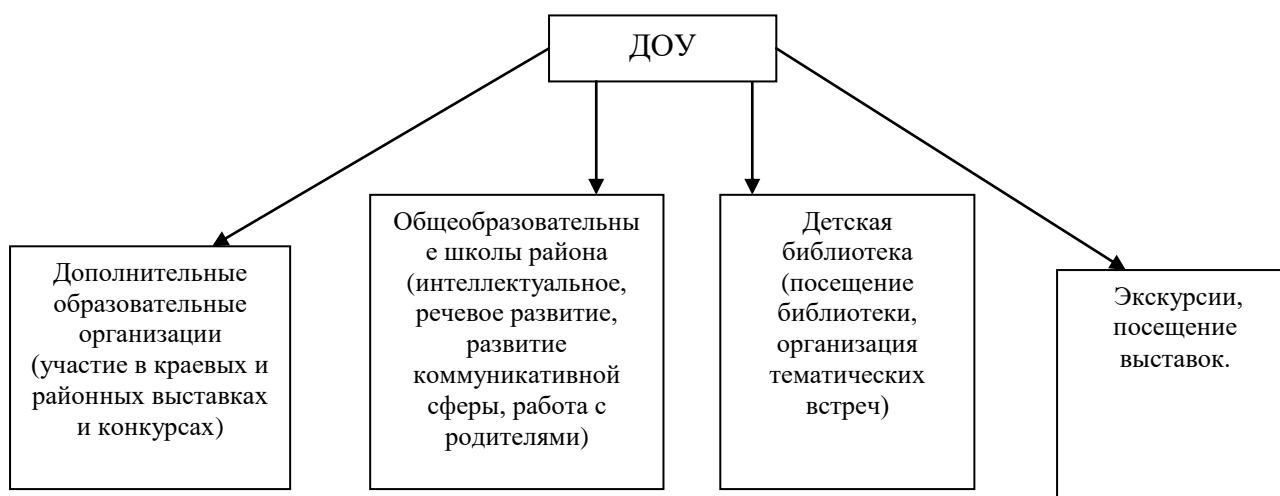 ДОУ
Дополнительные
образовательные
организации
(участие в краевых и
районных выставках
и конкурсах)
Общеобразовательны
е школы района
(интеллектуальное,
речевое развитие,
развитие
коммуникативной
сферы, работа с
родителями)
Детская
библиотека
(посещение
библиотеки,
организация
тематических
встреч)
Экскурсии,
посещение
выставок.